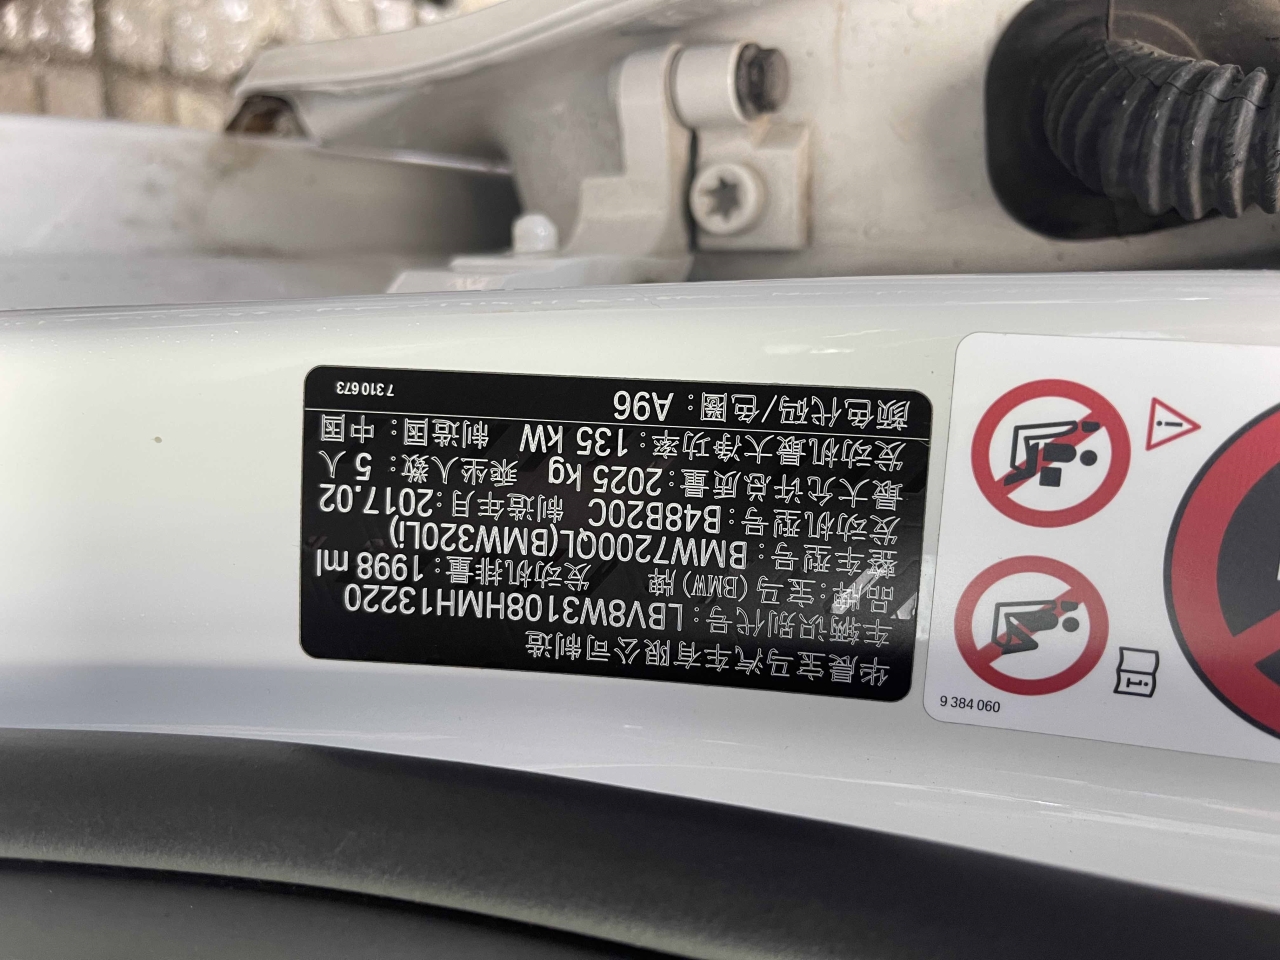 华晨宝马汽车有限公司制造
车辆识别代号：LBV8W3108HMH13220
品牌：宝马（BMW）牌 发动机排量：1998 ml
整车型号：BMW7200QL(BMW320Li)
发动机型号：B48B20C 制造年月：2017.02
最大允许总质量：2025 kg 乘坐人数：5 人
发动机最大净功率：135 kW 制造国：中国
颜色代码/色圈：A96 7 310 673
9 384 060